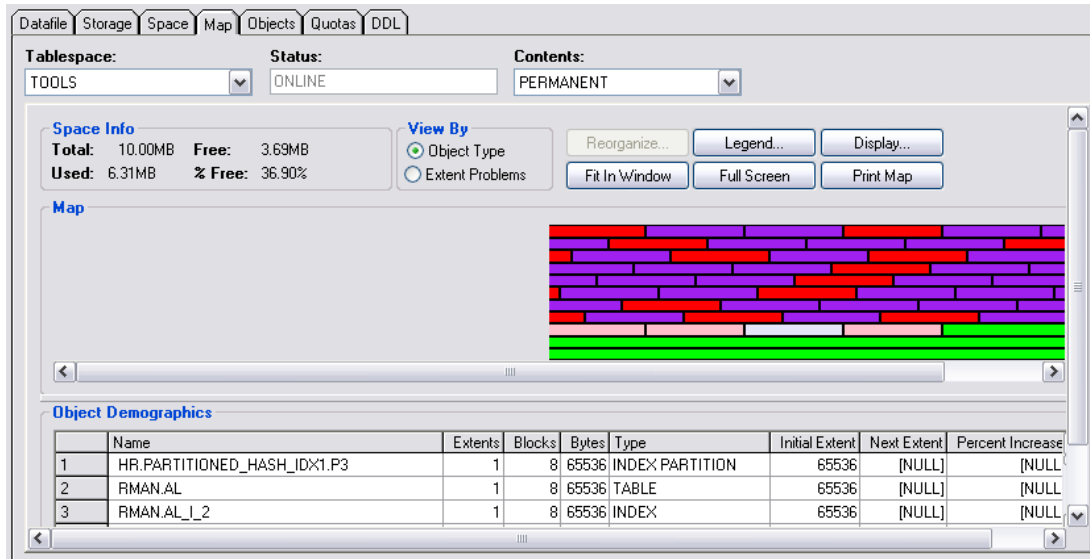 Datafile Storage Space Map Objects Quotas DDL
Tablespace: Status: Contents:
TOOLS ONLINE PERMANENT
Space Info View By
Total: 10.00MB Free: 3.69MB Object Type Reorganize... Legend... Display...
Used: 6.31MB % Free: 36.90% Extent Problems Fit In Window Full Screen Print Map
Map
Object Demographics
Name Extents Blocks Bytes Type Initial Extent Next Extent Percent Increase
1 HR.PARTITIONED_HASH_IDX1.P3 1 8 65536 INDEX PARTITION 65536 [NULL] [NULL
2 RMAN.AL 1 8 65536 TABLE 65536 [NULL] [NULL
3 RMAN.AL_I_2 1 8 65536 INDEX 65536 [NULL] [NULL